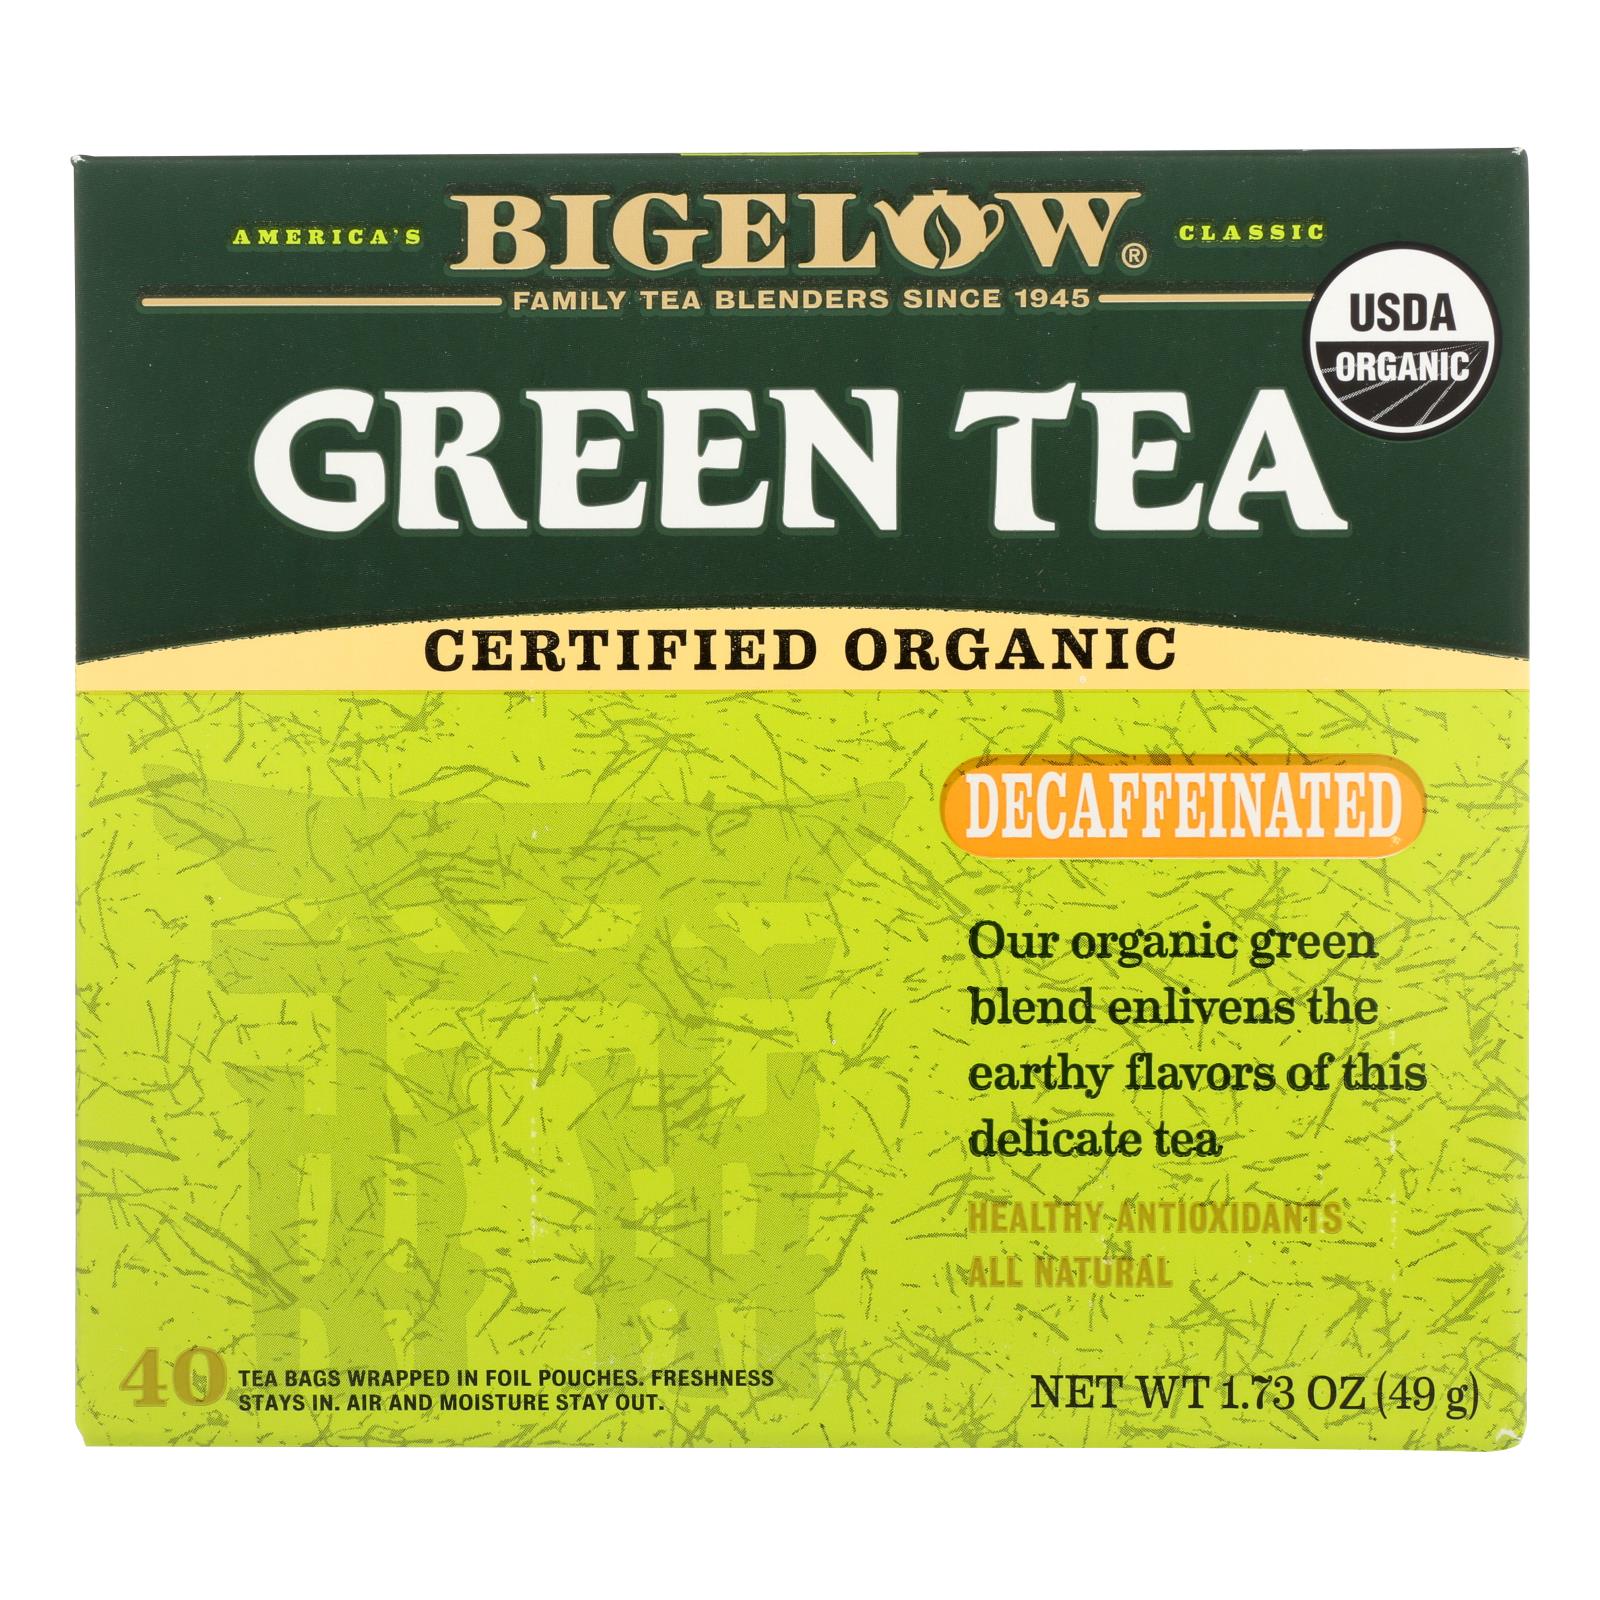 AMERICA'S BIGELOW® CLASSIC
FAMILY TEA BLENDERS SINCE 1945
USDA
ORGANIC
GREEN TEA
CERTIFIED ORGANIC
DECAFFEINATED
Our organic green
blend enlivens the
earthy flavors of this
delicate tea
HEALTHY ANTIOXIDANTS
ALL NATURAL
40 TEA BAGS WRAPPED IN FOIL POUCHES. FRESHNESS
STAYS IN. AIR AND MOISTURE STAY OUT.
NET WT 1.73 OZ (49 g)